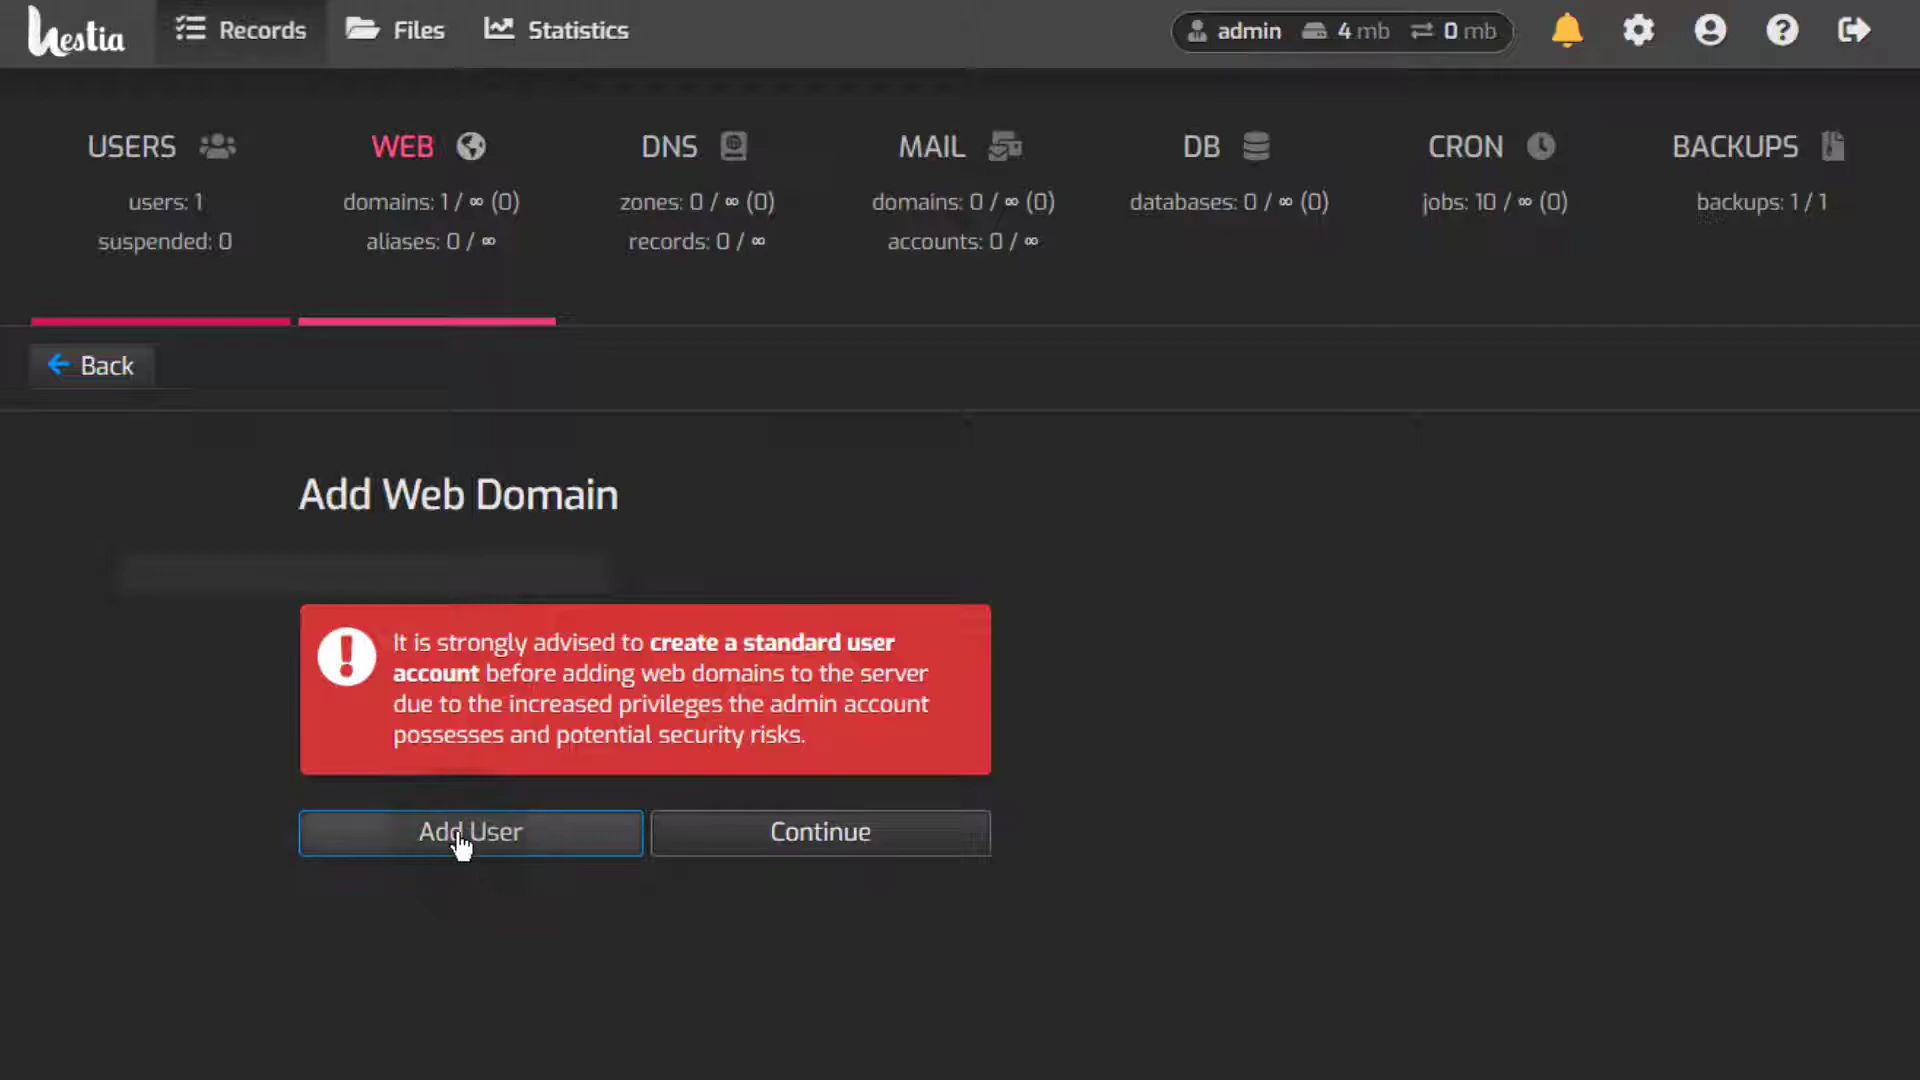 hestia
Records
Files
Statistics
admin 4 mb 0 mb
USERS
users: 1
suspended: 0
WEB
domains: 1 / ∞ (0)
aliases: 0 / ∞
DNS
zones: 0 / ∞ (0)
records: 0 / ∞
MAIL
domains: 0 / ∞ (0)
accounts: 0 / ∞
DB
databases: 0 / ∞ (0)
CRON
jobs: 10 / ∞ (0)
BACKUPS
backups: 1 / 1
Back
Add Web Domain
It is strongly advised to create a standard user
account before adding web domains to the server
due to the increased privileges the admin account
possesses and potential security risks.
Add User
Continue